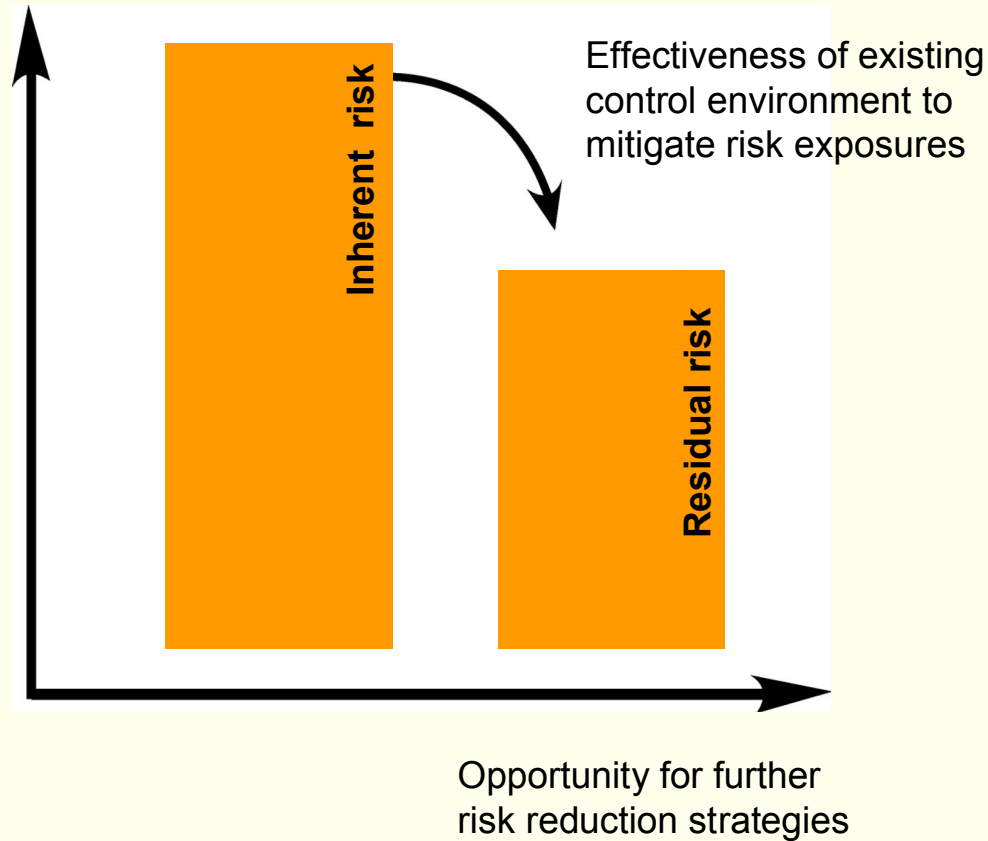 Effectiveness of existing
control environment to
mitigate risk exposures
Inherent risk
Residual risk
Opportunity for further
risk reduction strategies